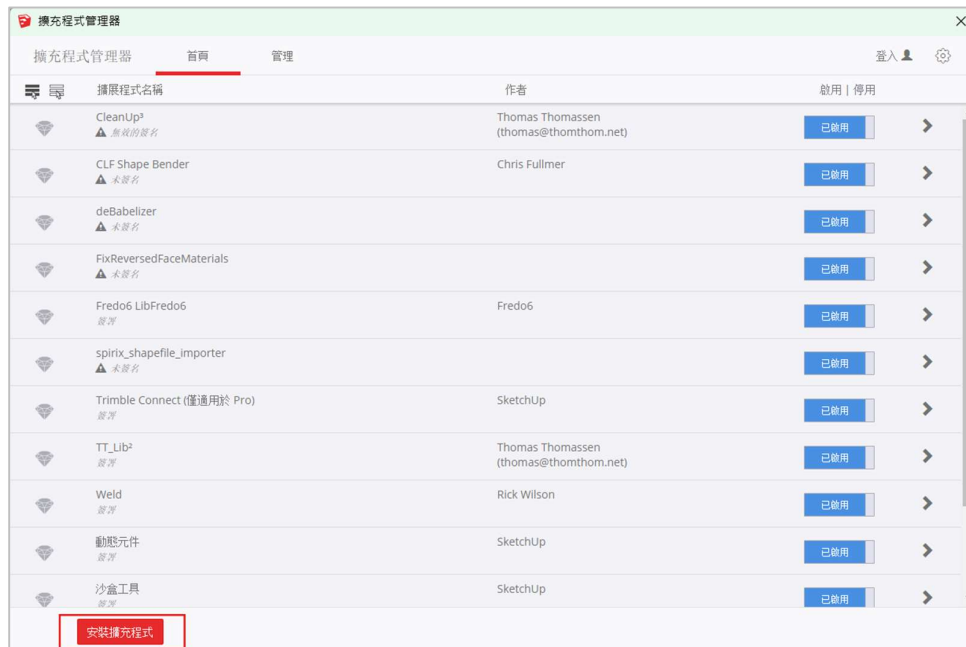 擴充程式管理器
擴充程式管理器 首頁 管理 登入
擴展程式名稱 作者 啟用 | 停用
CleanUp³ Thomas Thomassen
無效的簽名 (thomas@thomthom.net) 已啟用
CLF Shape Bender Chris Fullmer
未簽名 已啟用
deBabelizer
未簽名 已啟用
FixReversedFaceMaterials
未簽名 已啟用
Fredo6 LibFredo6 Fredo6
簽署 已啟用
spirix_shapefile_importer
未簽名 已啟用
Trimble Connect (僅適用於 Pro) SketchUp
簽署 已啟用
TT_Lib² Thomas Thomassen
簽署 (thomas@thomthom.net) 已啟用
Weld Rick Wilson
簽署 已啟用
動態元件 SketchUp
簽署 已啟用
沙盒工具 SketchUp
簽署 已啟用
安裝擴充程式